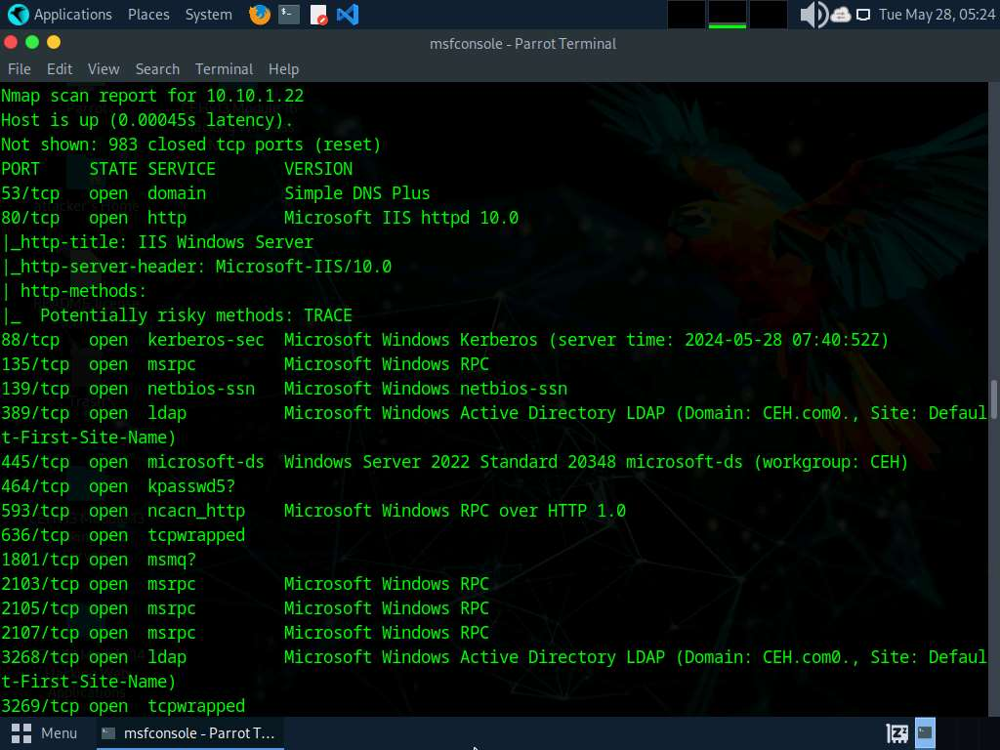 Applications Places System Tue May 28, 05:24
msfconsole - Parrot Terminal
File Edit View Search Terminal Help
Nmap scan report for 10.10.1.22
Host is up (0.00045s latency).
Not shown: 983 closed tcp ports (reset)
PORT     STATE SERVICE       VERSION
53/tcp   open  domain        Simple DNS Plus
80/tcp   open  http          Microsoft IIS httpd 10.0
|_http-title: IIS Windows Server
|_http-server-header: Microsoft-IIS/10.0
| http-methods:
|_  Potentially risky methods: TRACE
88/tcp   open  kerberos-sec  Microsoft Windows Kerberos (server time: 2024-05-28 07:40:52Z)
135/tcp  open  msrpc         Microsoft Windows RPC
139/tcp  open  netbios-ssn   Microsoft Windows netbios-ssn
389/tcp  open  ldap          Microsoft Windows Active Directory LDAP (Domain: CEH.com0., Site: Defaul
t-First-Site-Name)
445/tcp  open  microsoft-ds  Windows Server 2022 Standard 20348 microsoft-ds (workgroup: CEH)
464/tcp  open  kpasswd5?
593/tcp  open  ncacn_http    Microsoft Windows RPC over HTTP 1.0
636/tcp  open  tcpwrapped
1801/tcp open  msmq?
2103/tcp open  msrpc         Microsoft Windows RPC
2105/tcp open  msrpc         Microsoft Windows RPC
2107/tcp open  msrpc         Microsoft Windows RPC
3268/tcp open  ldap          Microsoft Windows Active Directory LDAP (Domain: CEH.com0., Site: Defaul
t-First-Site-Name)
3269/tcp open  tcpwrapped
Menu msfconsole - Parrot T...